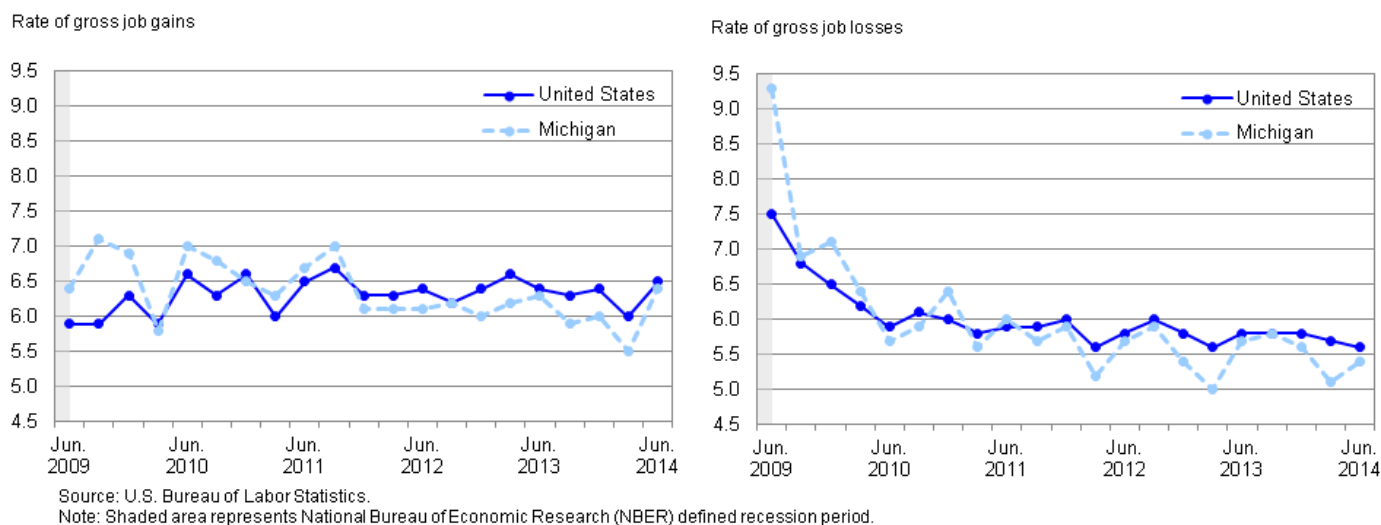 Rate of gross job gains
9.5
9.0
8.5
8.0
7.5
7.0
6.5
6.0
5.5
5.0
4.5
United States
Michigan
Jun. Jun. Jun. Jun. Jun. Jun.
2009 2010 2011 2012 2013 2014
Rate of gross job losses
9.5
9.0
8.5
8.0
7.5
7.0
6.5
6.0
5.5
5.0
4.5
United States
Michigan
Jun. Jun. Jun. Jun. Jun. Jun.
2009 2010 2011 2012 2013 2014
Source: U.S. Bureau of Labor Statistics.
Note: Shaded area represents National Bureau of Economic Research (NBER) defined recession period.